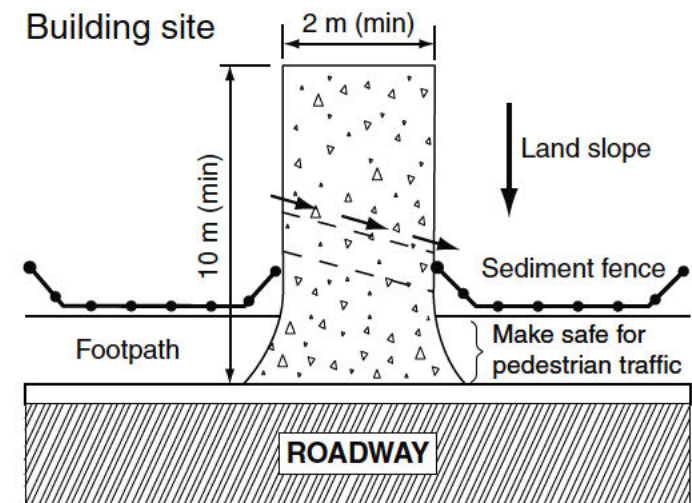 Building site
2 m (min)
10 m (min)
Land slope
Sediment fence
Footpath
Make safe for
pedestrian traffic
ROADWAY